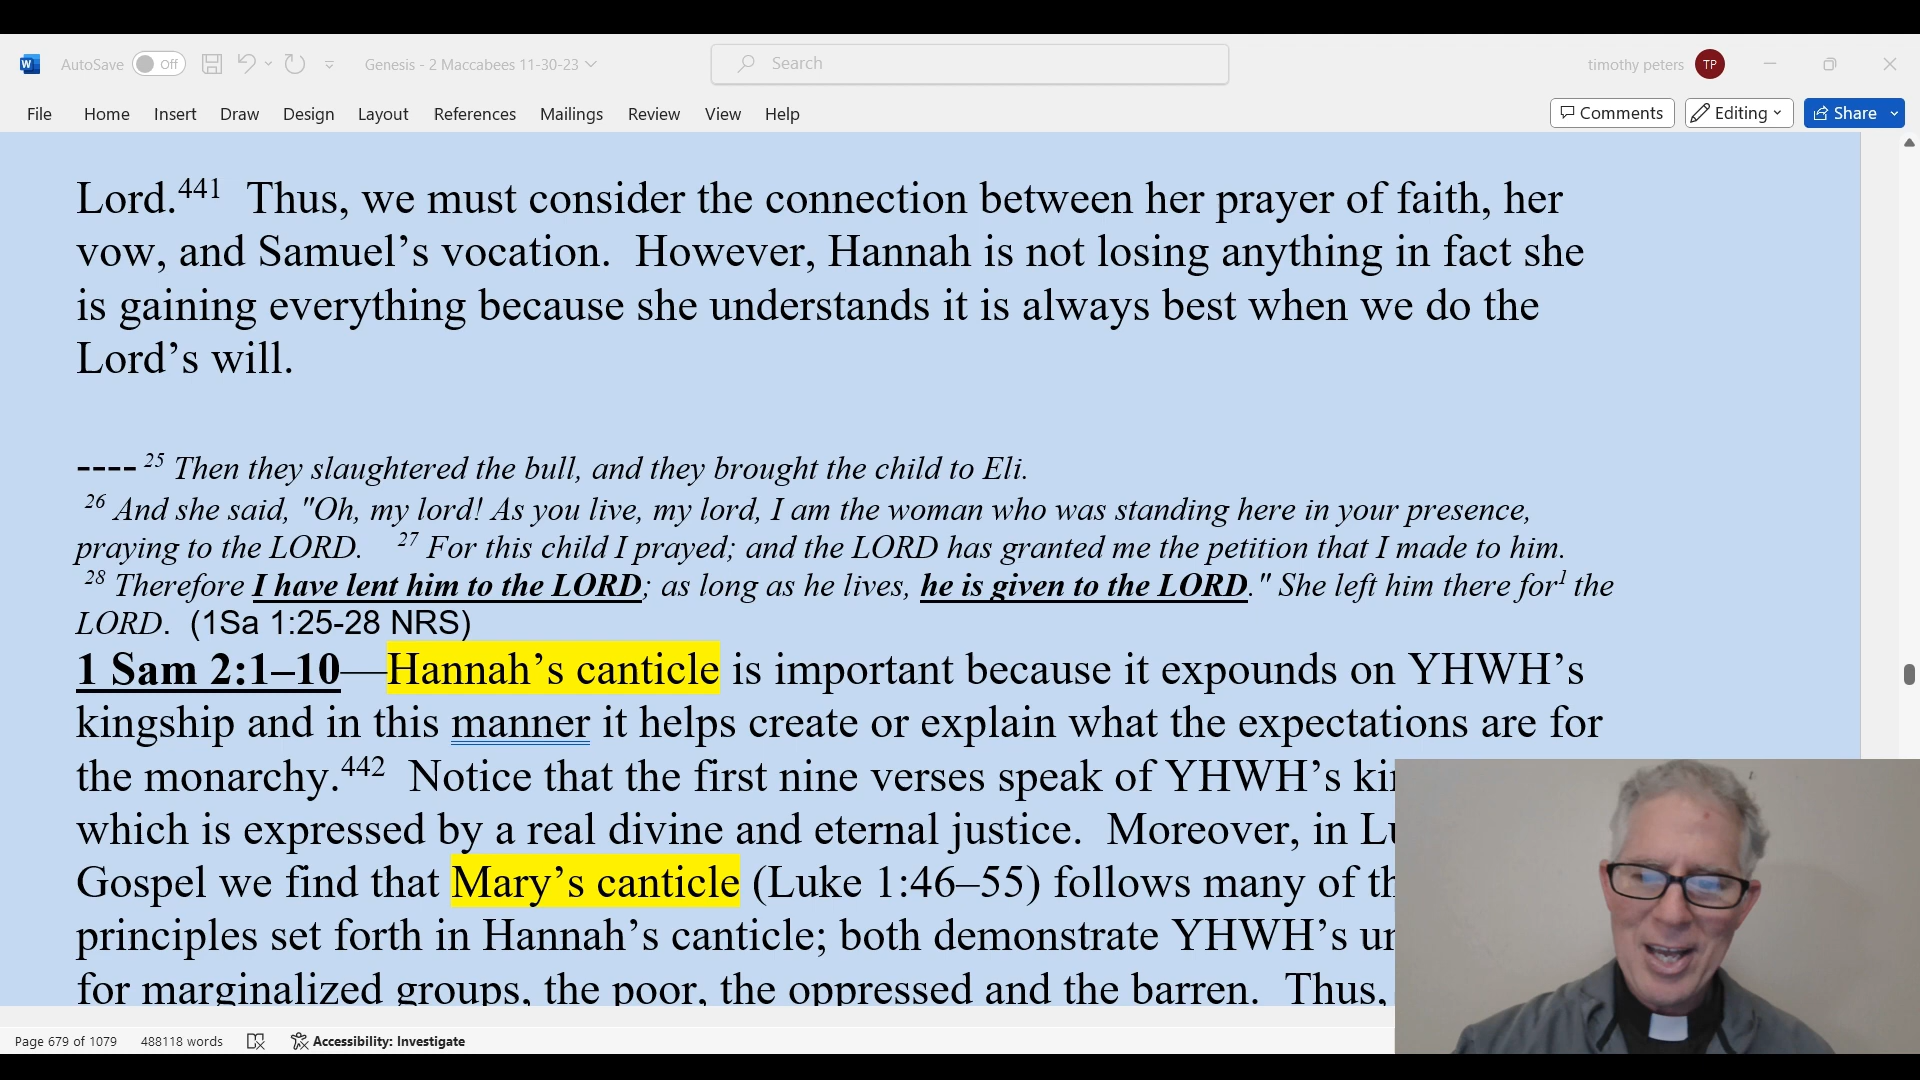 AutoSave Off Genesis - 2 Maccabees 11-30-23 Search timothy peters TP
File Home Insert Draw Design Layout References Mailings Review View Help Comments Editing Share
Lord.441 Thus, we must consider the connection between her prayer of faith, her
vow, and Samuel’s vocation. However, Hannah is not losing anything in fact she
is gaining everything because she understands it is always best when we do the
Lord’s will.
---- 25 Then they slaughtered the bull, and they brought the child to Eli.
26 And she said, "Oh, my lord! As you live, my lord, I am the woman who was standing here in your presence,
praying to the LORD. 27 For this child I prayed; and the LORD has granted me the petition that I made to him.
28 Therefore I have lent him to the LORD; as long as he lives, he is given to the LORD." She left him there for1 the
LORD. (1Sa 1:25-28 NRS)
1 Sam 2:1–10—Hannah’s canticle is important because it expounds on YHWH’s
kingship and in this manner it helps create or explain what the expectations are for
the monarchy.442 Notice that the first nine verses speak of YHWH’s
which is expressed by a real divine and eternal justice. Moreover, in
Gospel we find that Mary’s canticle (Luke 1:46–55) follows many of
principles set forth in Hannah’s canticle; both demonstrate YHWH’s
for marginalized groups, the poor, the oppressed and the barren. Thus,
Page 679 of 1079 488118 words Accessibility: Investigate